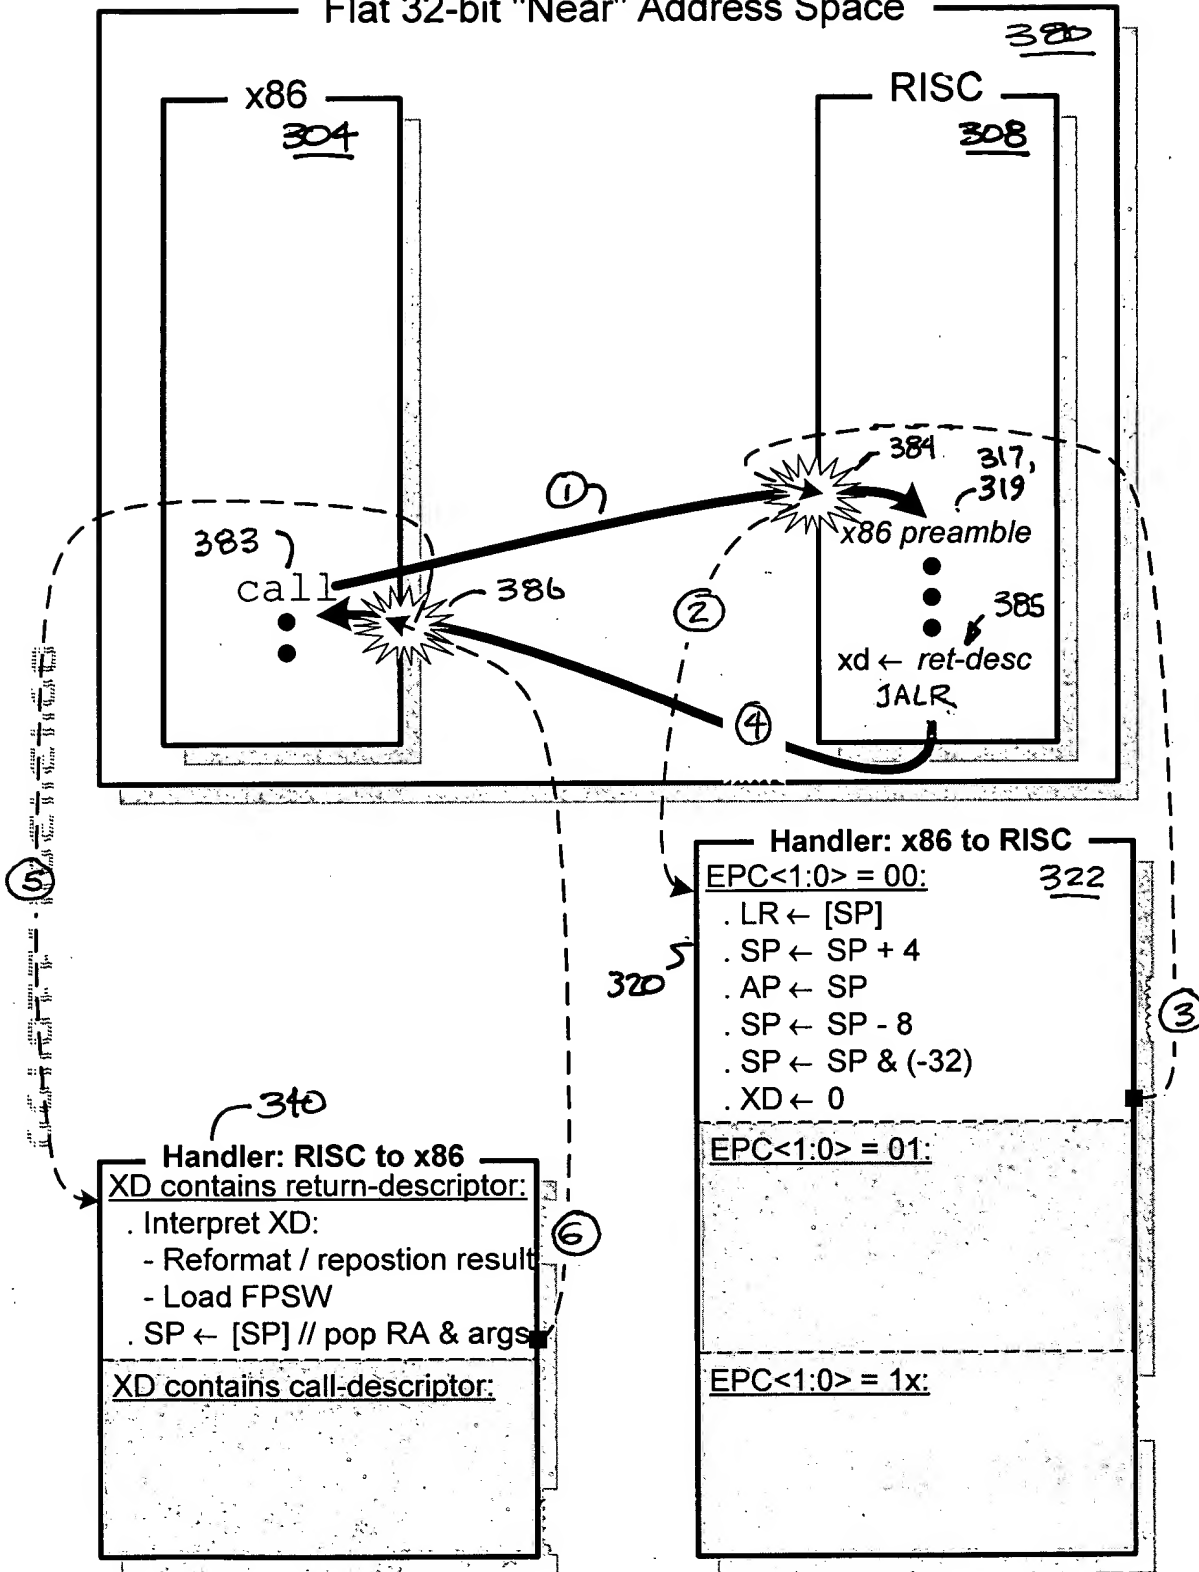 Flat 32-bit "Near" Address Space
380
x86
RISC
304
308
384
317,
319
①
x86 preamble
383
call
386
②
385
xd ← ret-desc
JALR
④
⑤
Handler: x86 to RISC
EPC<1:0> = 00:
322
. LR ← [SP]
. SP ← SP + 4
320
. AP ← SP
③
. SP ← SP - 8
. SP ← SP & (-32)
. XD ← 0
340
Handler: RISC to x86
EPC<1:0> = 01:
XD contains return-descriptor:
. Interpret XD:
⑥
- Reformat / repostion result
- Load FPSW
. SP ← [SP] // pop RA & args
XD contains call-descriptor:
EPC<1:0> = 1x: